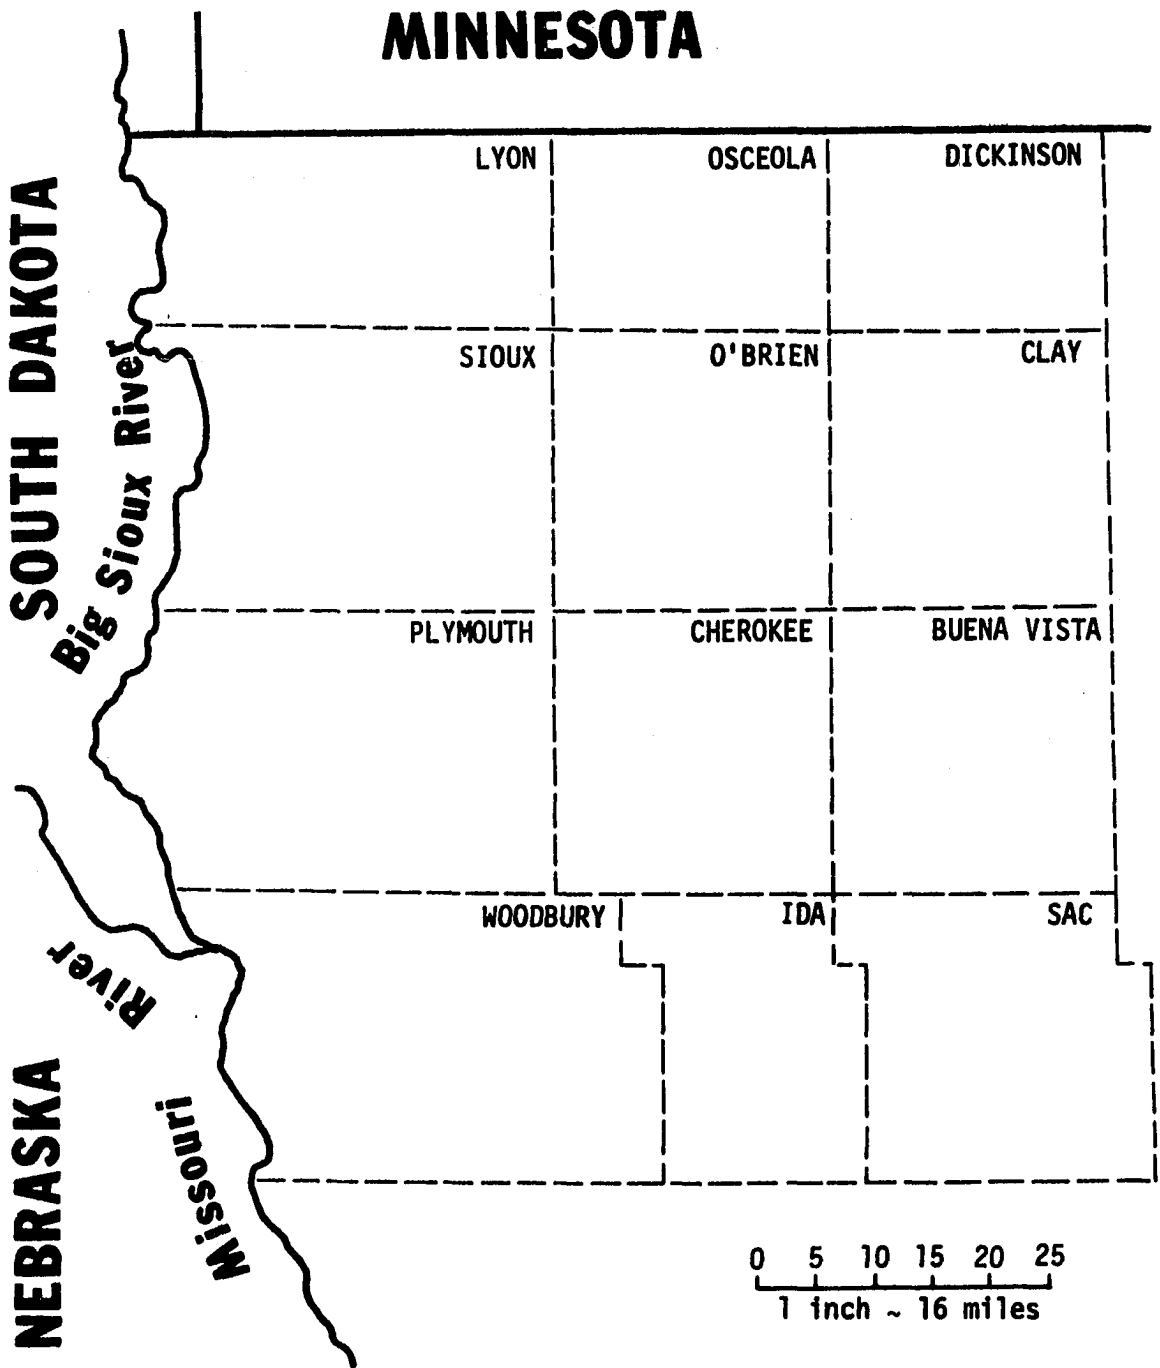 MINNESOTA
LYON
OSCEOLA
DICKINSON
SOUTH DAKOTA
Big Sioux River
SIOUX
O'BRIEN
CLAY
PLYMOUTH
CHEROKEE
BUENA VISTA
WOODBURY
IDA
SAC
Missouri River
NEBRASKA
0 5 10 15 20 25
1 inch ~ 16 miles